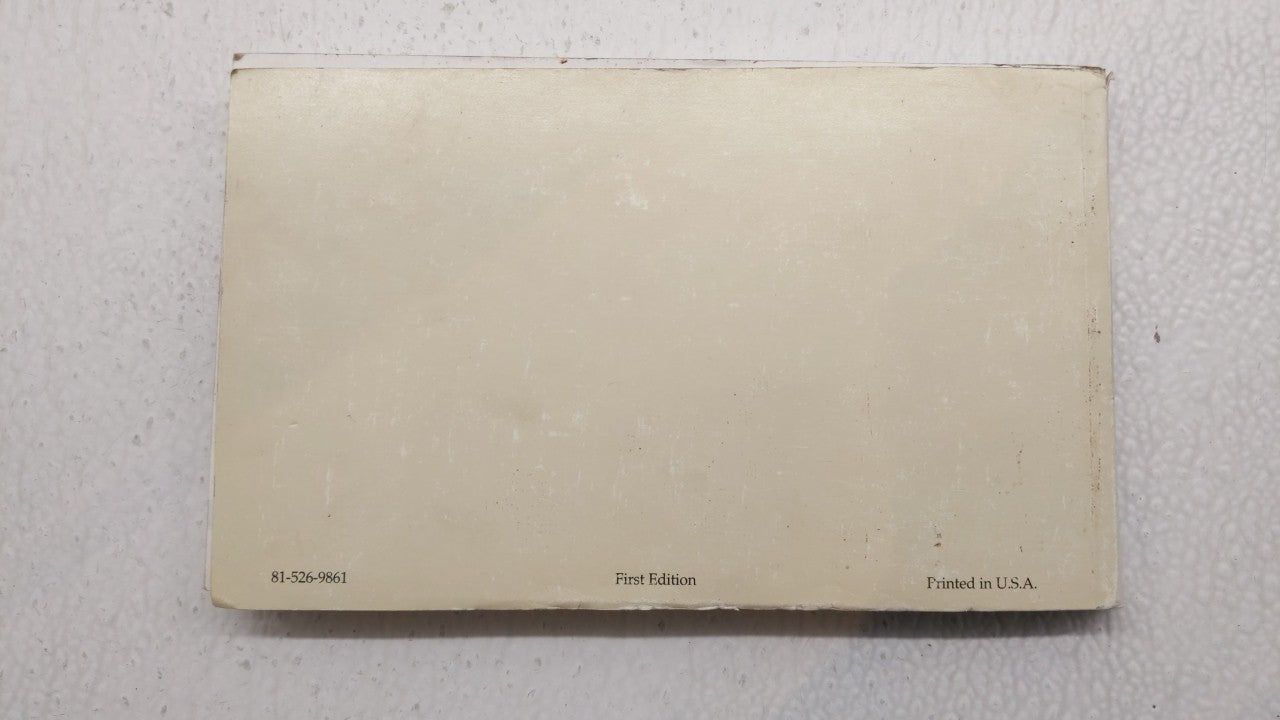 81-526-9861
First Edition
Printed in U.S.A.